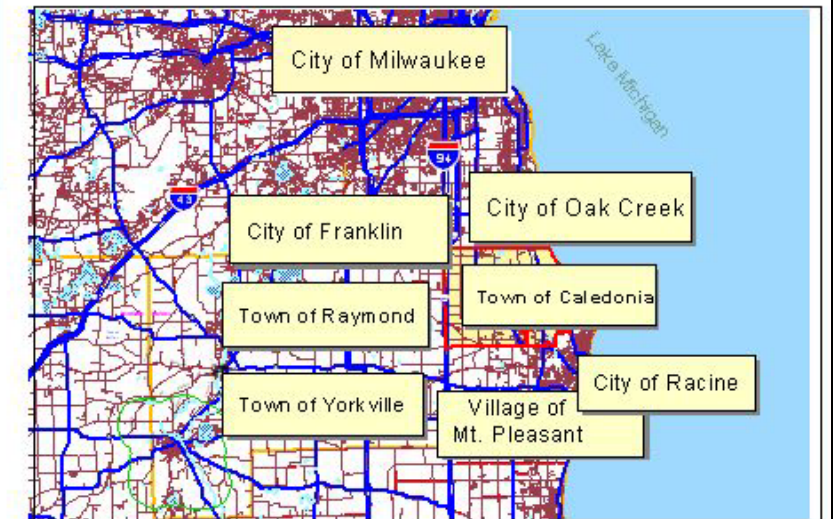 City of Milwaukee
Lake Michigan
94
43
City of Oak Creek
City of Franklin
Town of Caledonia
Town of Raymond
City of Racine
Town of Yorkville
Village of
Mt. Pleasant